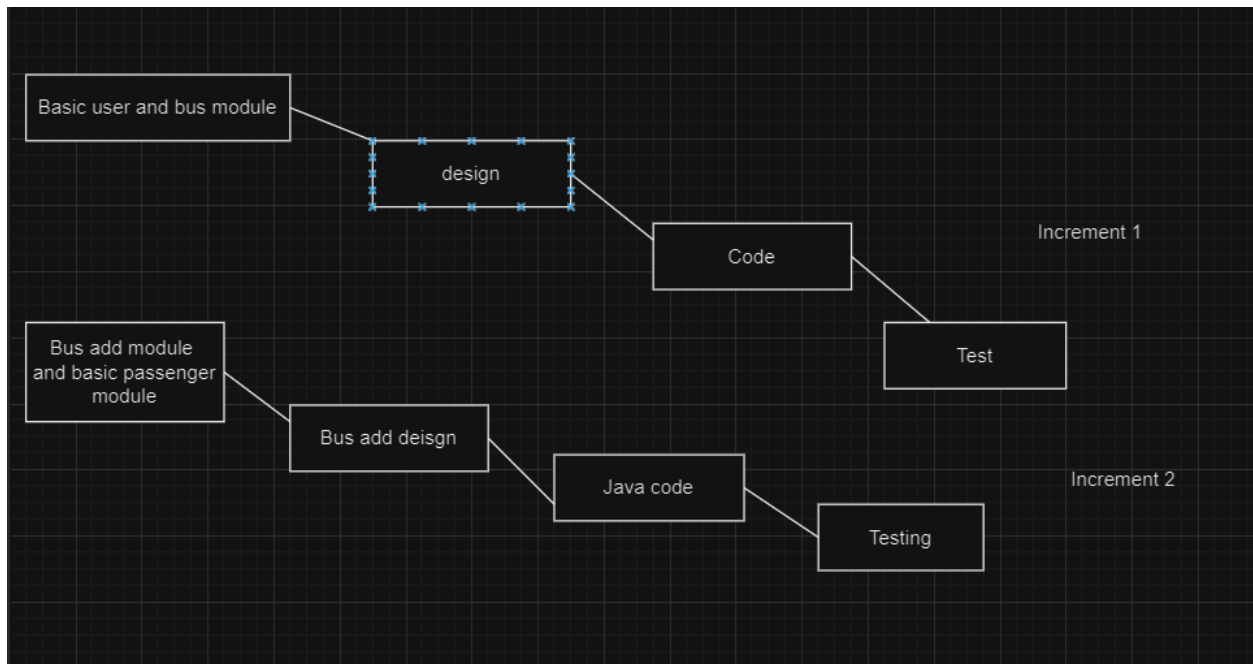 Basic user and bus module
design
Code
Increment 1
Test
Bus add module
and basic passenger
module
Bus add deisgn
Java code
Increment 2
Testing